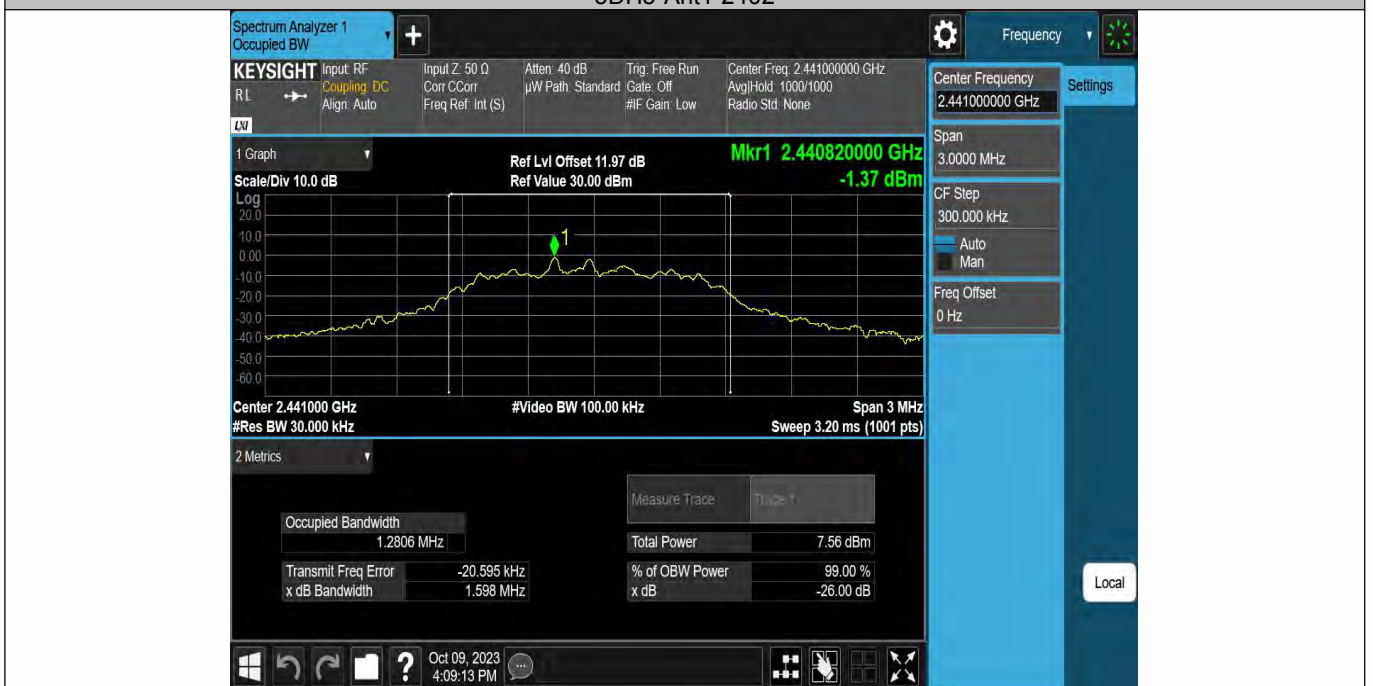 Spectrum Analyzer 1
Occupied BW
+
Frequency
KEYSIGHT
RL
LXI
Input: RF
Coupling: DC
Align: Auto
Input Z: 50 Ω
Corr CCorr
Freq Ref: Int (S)
Atten: 40 dB
µW Path: Standard
Trig: Free Run
Gate: Off
#IF Gain: Low
Center Freq: 2.441000000 GHz
Avg|Hold: 1000/1000
Radio Std: None
Center Frequency
2.441000000 GHz
Settings
Span
3.0000 MHz
CF Step
300.000 kHz
Auto
Man
Freq Offset
0 Hz
Local
1 Graph
Scale/Div 10.0 dB
Ref Lvl Offset 11.97 dB
Ref Value 30.00 dBm
Mkr1 2.440820000 GHz
-1.37 dBm
Log
20.0
10.0
0.00
-10.0
-20.0
-30.0
-40.0
-50.0
-60.0
1
Center 2.441000 GHz
#Video BW 100.00 kHz
Span 3 MHz
#Res BW 30.000 kHz
Sweep 3.20 ms (1001 pts)
2 Metrics
Measure Trace
Trace 1
Occupied Bandwidth
1.2806 MHz
Total Power 7.56 dBm
Transmit Freq Error -20.595 kHz
% of OBW Power 99.00 %
x dB Bandwidth 1.598 MHz
x dB -26.00 dB
?
Oct 09, 2023
4:09:13 PM